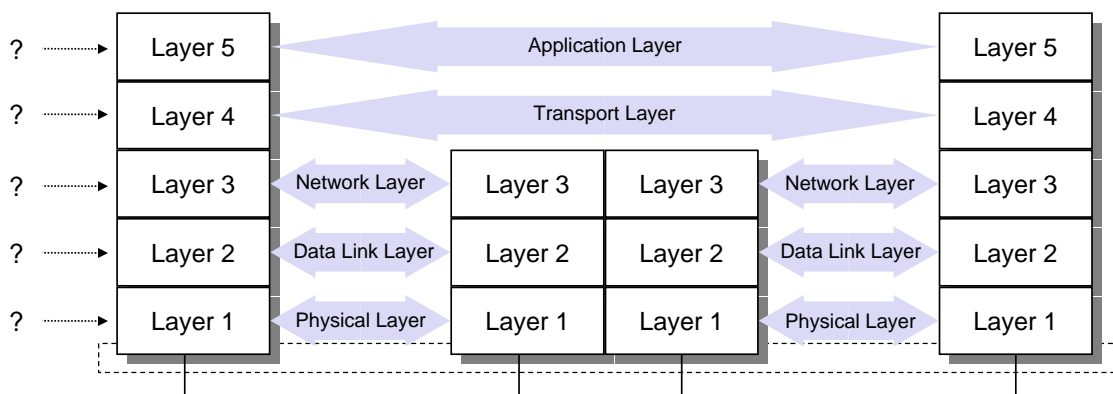 ? Layer 5 Application Layer Layer 5
? Layer 4 Transport Layer Layer 4
? Layer 3 Network Layer Layer 3 Layer 3 Network Layer Layer 3
? Layer 2 Data Link Layer Layer 2 Layer 2 Data Link Layer Layer 2
? Layer 1 Physical Layer Layer 1 Layer 1 Physical Layer Layer 1